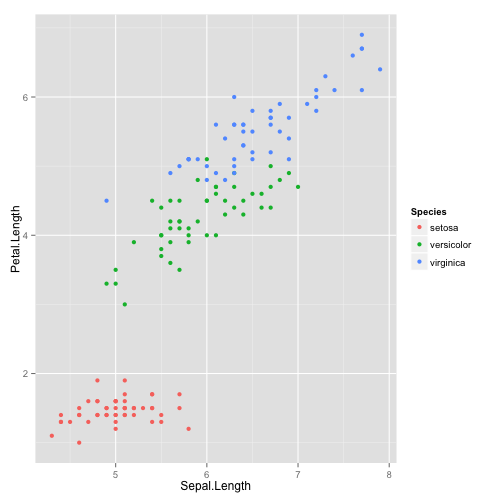 Petal.Length
6
4
2
5
6
7
8
Sepal.Length
Species
setosa
versicolor
virginica